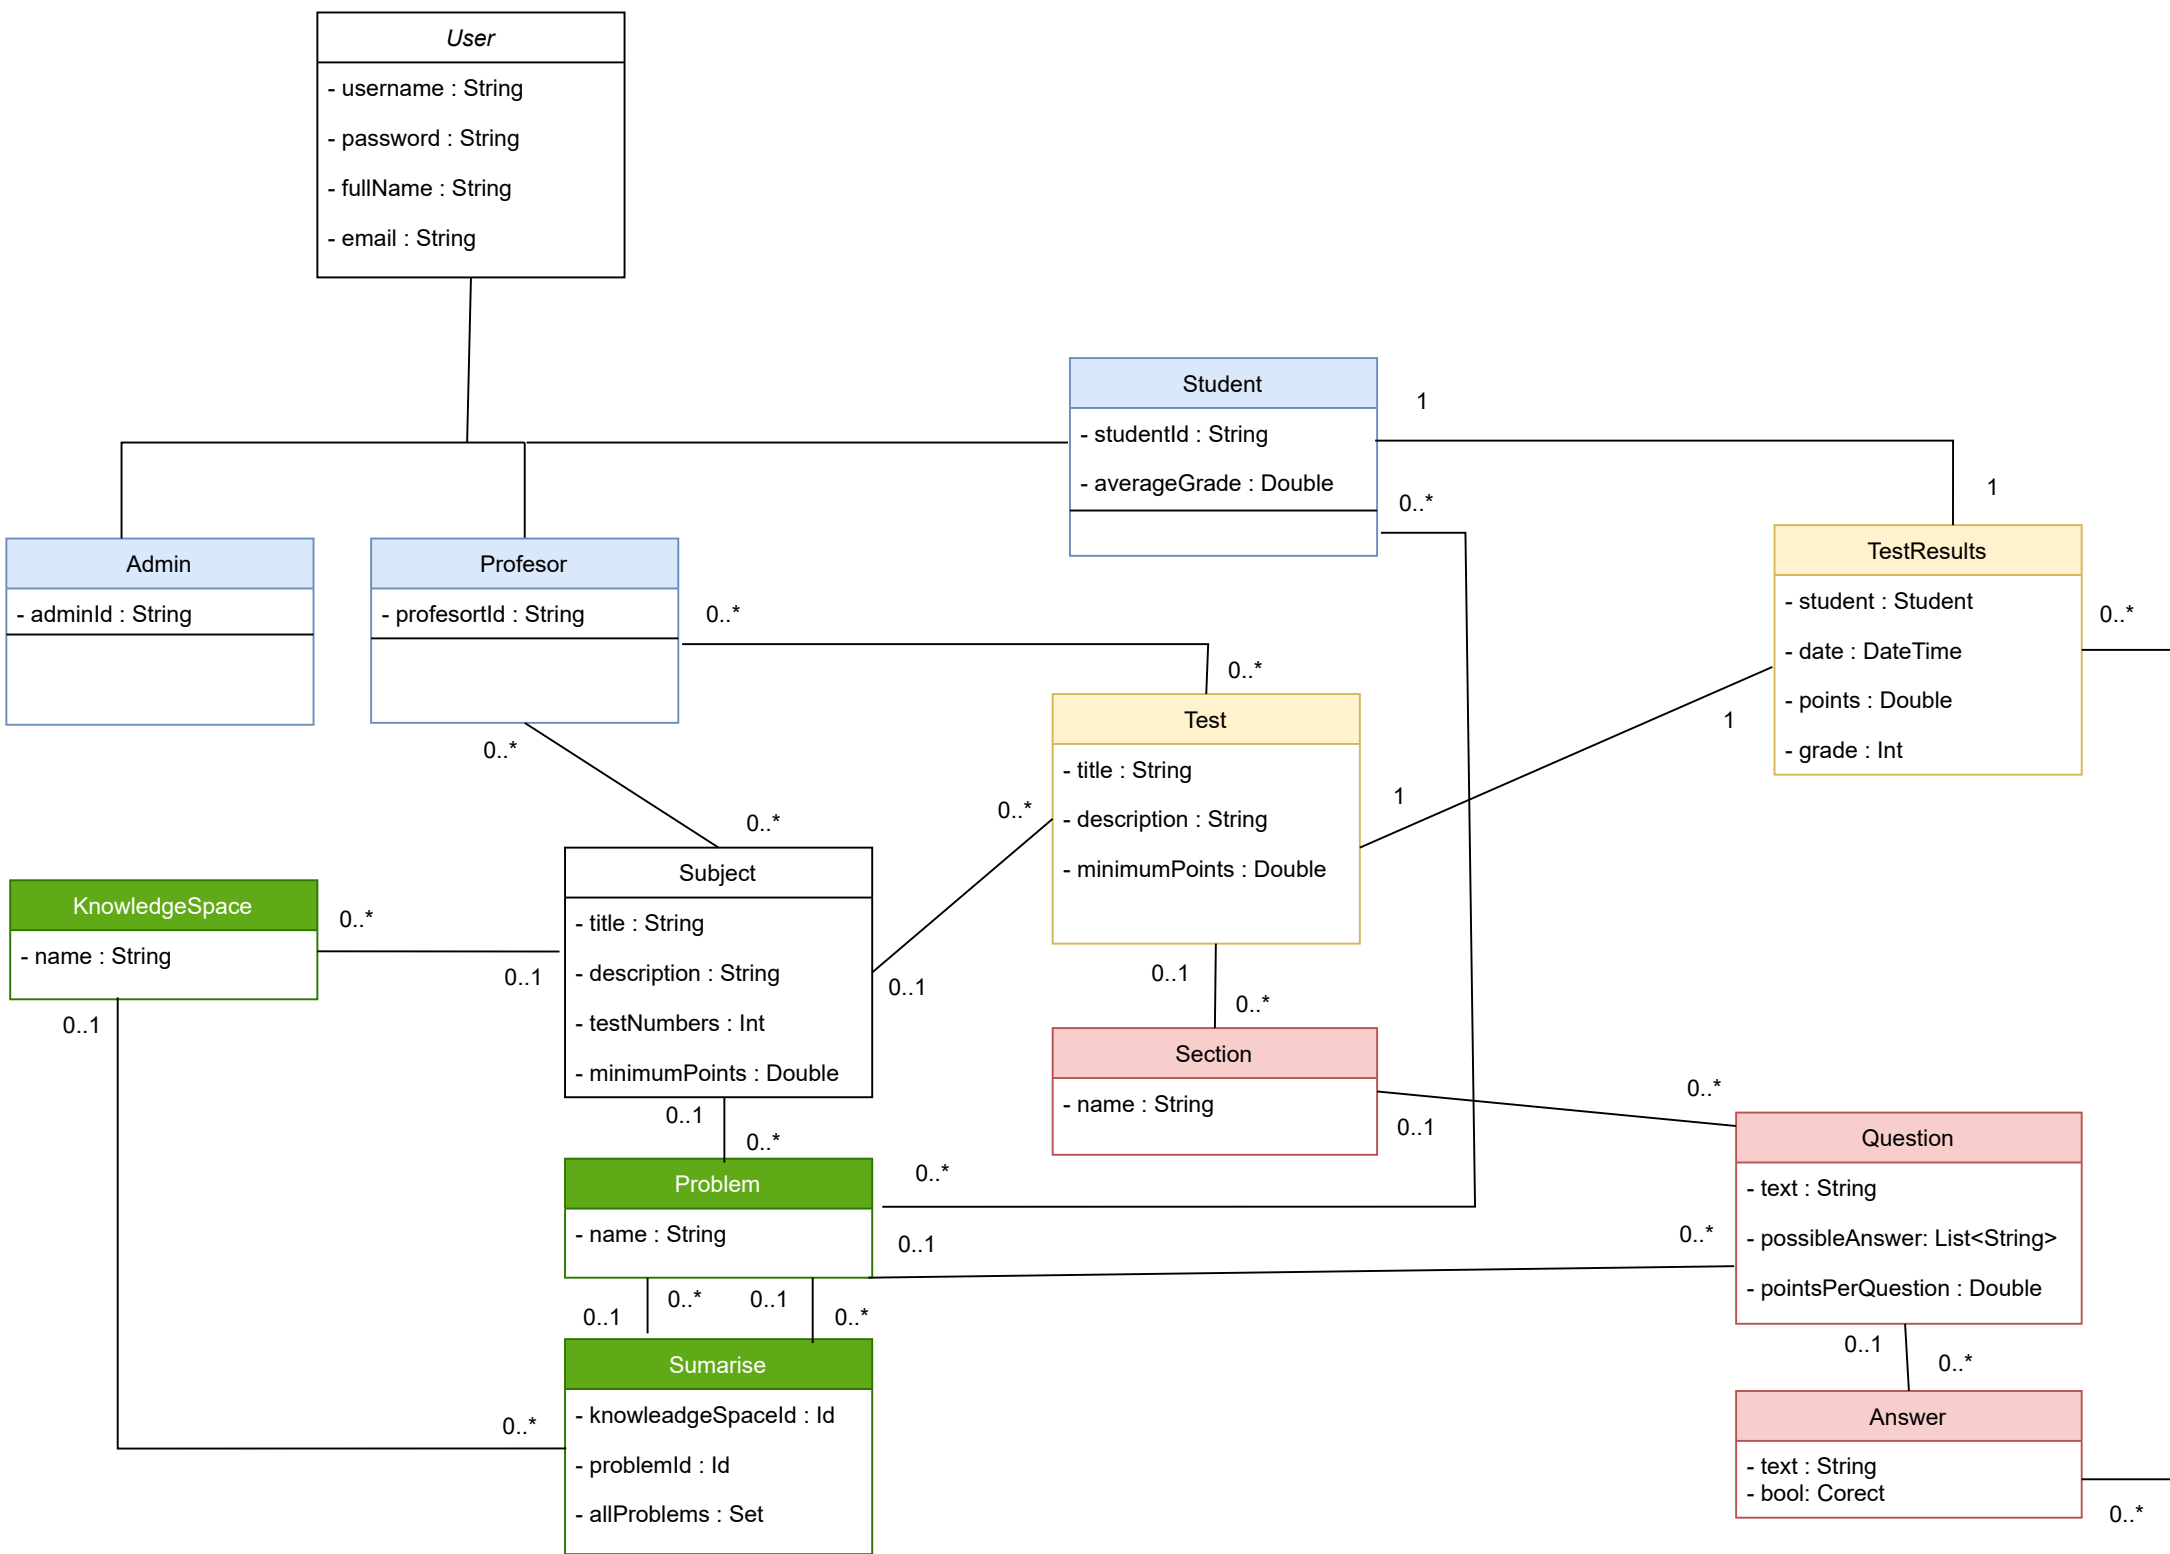 User
- username : String
- password : String
- fullName : String
- email : String
Student
- studentId : String
- averageGrade : Double
1
0..*
1
Admin
- adminId : String
Profesor
- profesortId : String
0..*
0..*
0..*
TestResults
- student : Student
- date : DateTime
- points : Double
- grade : Int
0..*
1
1
Test
- title : String
- description : String
- minimumPoints : Double
0..*
0..*
0..1
0..1
0..*
Subject
- title : String
- description : String
- testNumbers : Int
- minimumPoints : Double
KnowledgeSpace
- name : String
0..*
0..1
0..1
0..1
0..*
Section
- name : String
0..1
0..*
Problem
- name : String
0..*
0..1
0..*
Question
- text : String
- possibleAnswer: List<String>
- pointsPerQuestion : Double
0..1
0..*
0..1
0..*
0..1
0..*
Sumarise
- knowleadgeSpaceId : Id
- problemId : Id
- allProblems : Set
0..*
Answer
- text : String
- bool: Corect
0..*